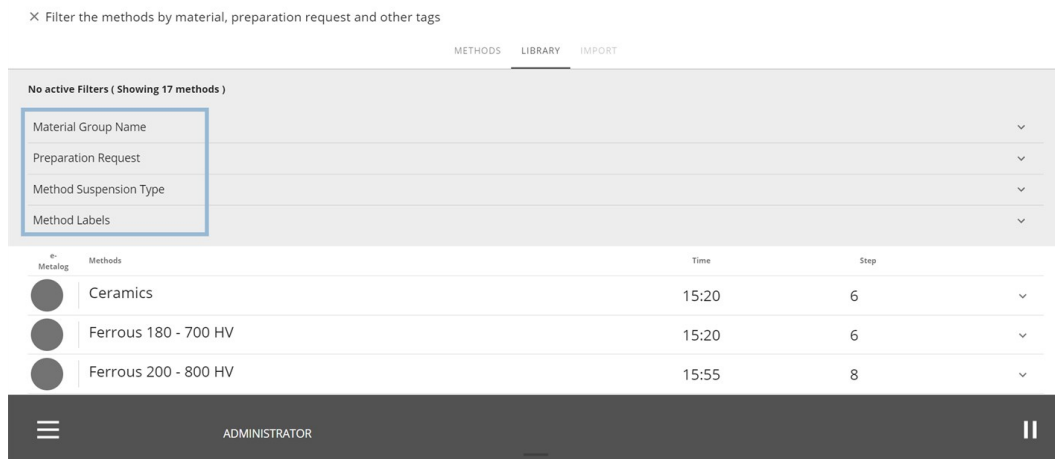 Filter the methods by material, preparation request and other tags
METHODS LIBRARY IMPORT
No active Filters ( Showing 17 methods )
Material Group Name
Preparation Request
Method Suspension Type
Method Labels
e-
Metalog Methods Time Step
Ceramics 15:20 6
Ferrous 180 - 700 HV 15:20 6
Ferrous 200 - 800 HV 15:55 8
ADMINISTRATOR